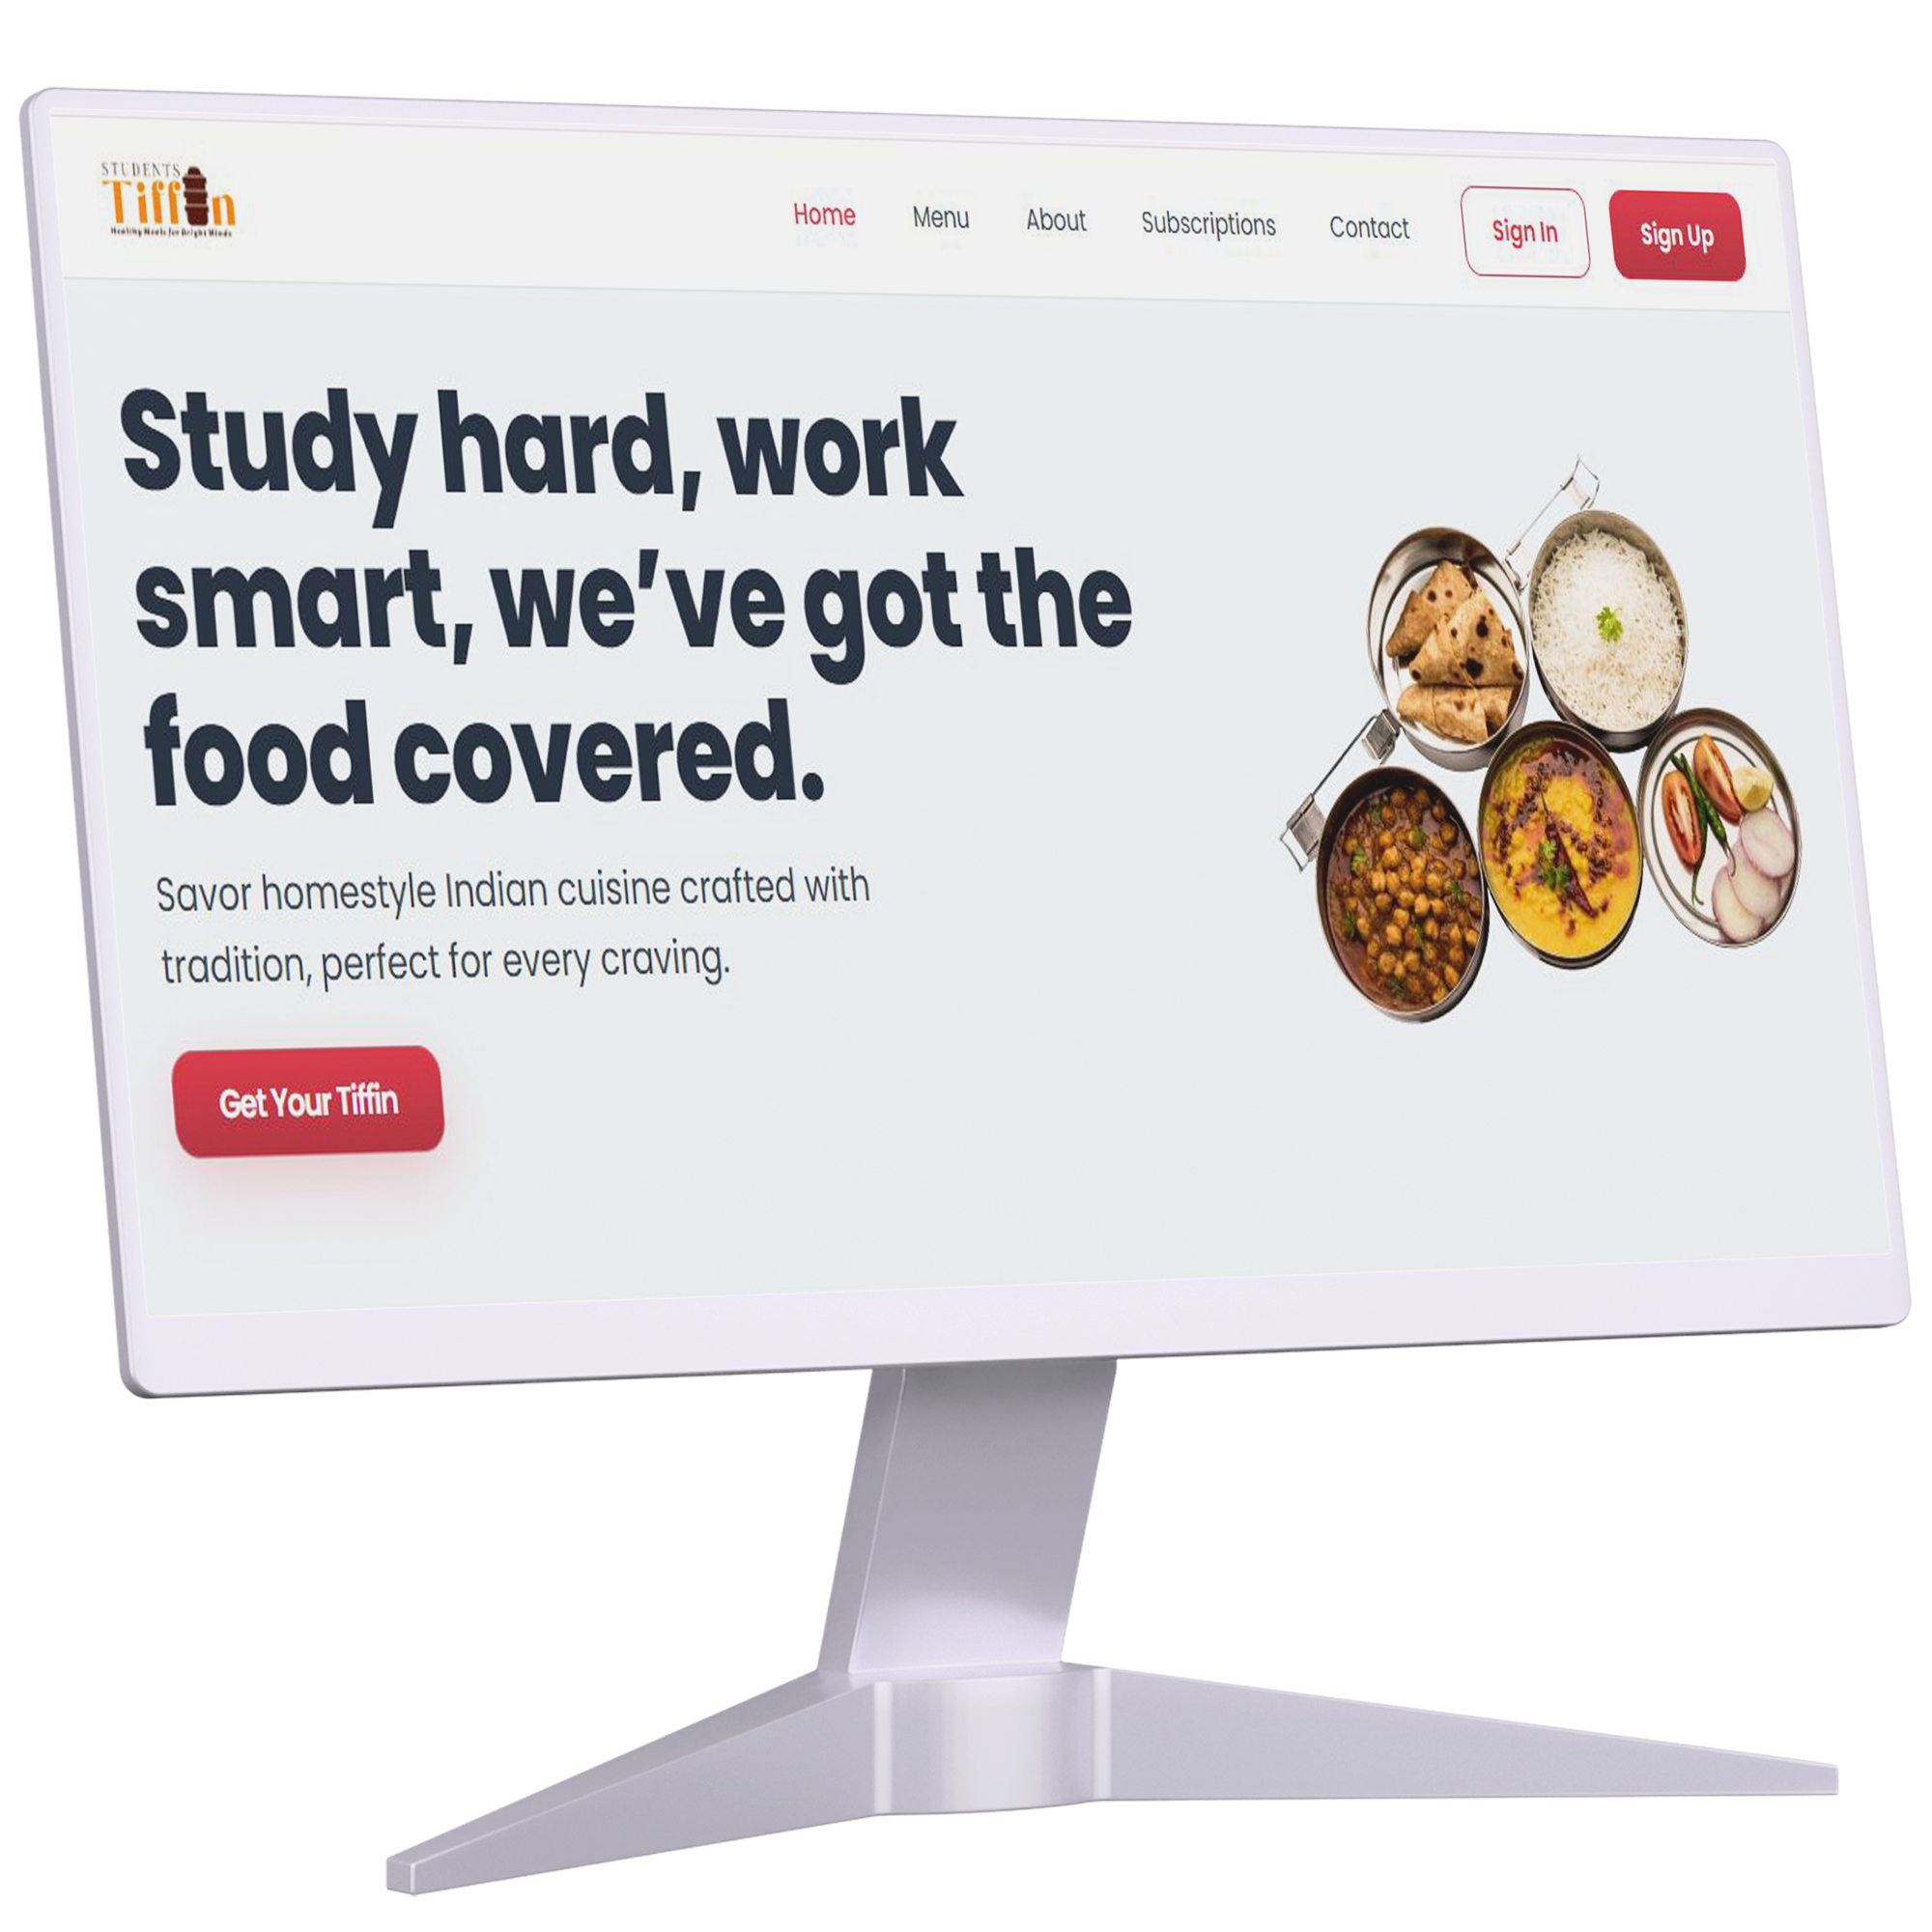 STUDENTS
Tiffin
Healthy Meals for Bright Minds
Home Menu About Subscriptions Contact Sign In Sign Up
Study hard, work
smart, we've got the
food covered.
Savor homestyle Indian cuisine crafted with
tradition, perfect for every craving.
Get Your Tiffin